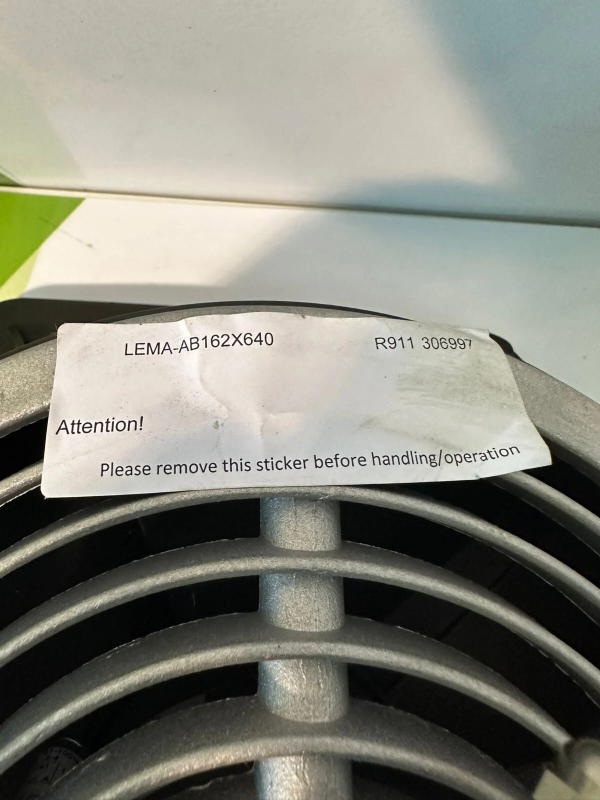 LEMA-AB162X640 R911 306997
Attention!
Please remove this sticker before handling/operation